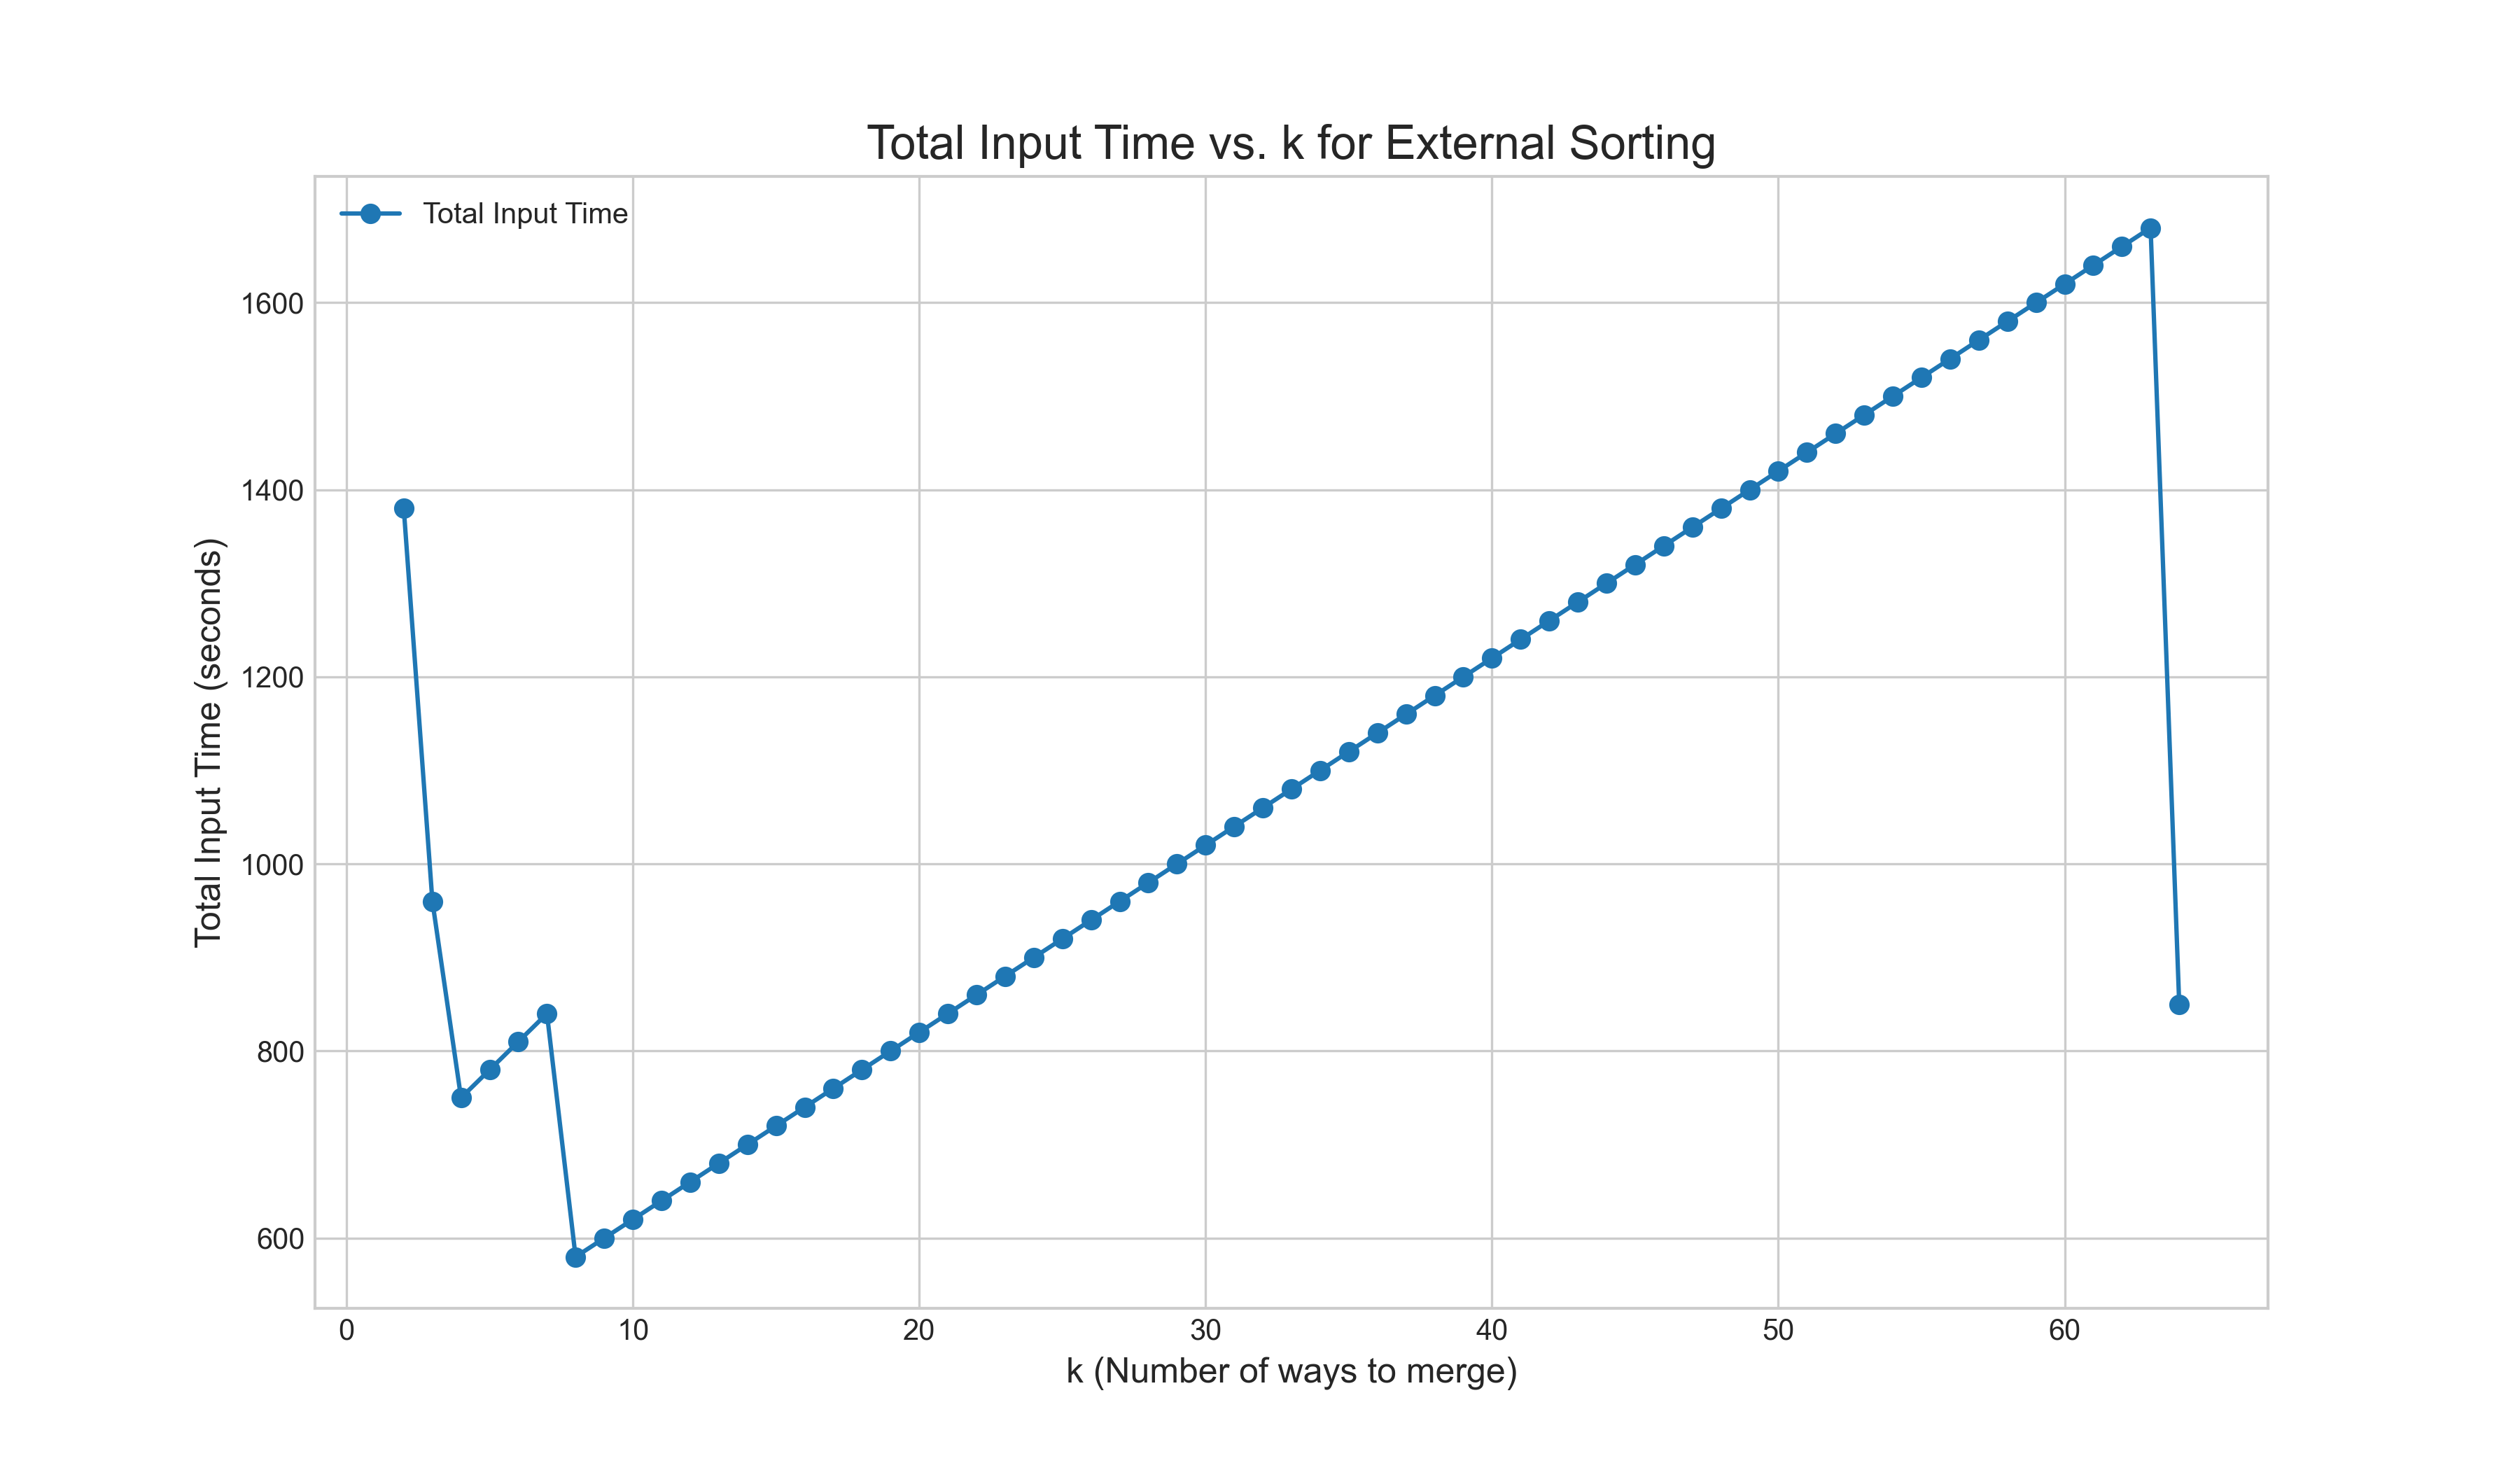 Total Input Time vs. k for External Sorting
Total Input Time
1600
1400
1200
1000
800
600
Total Input Time (seconds)
0 10 20 30 40 50 60
k (Number of ways to merge)